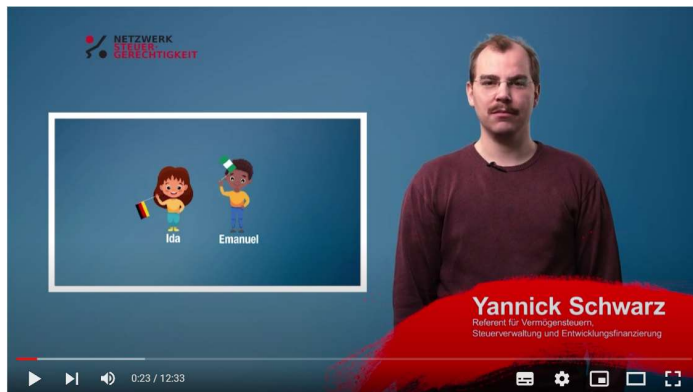 NETZWERK
STEUER-
GERECHTIGKEIT
Ida
Emanuel
Yannick Schwarz
Referent für Vermögensteuern,
Steuerverwaltung und Entwicklungsfinanzierung
0:23 / 12:33